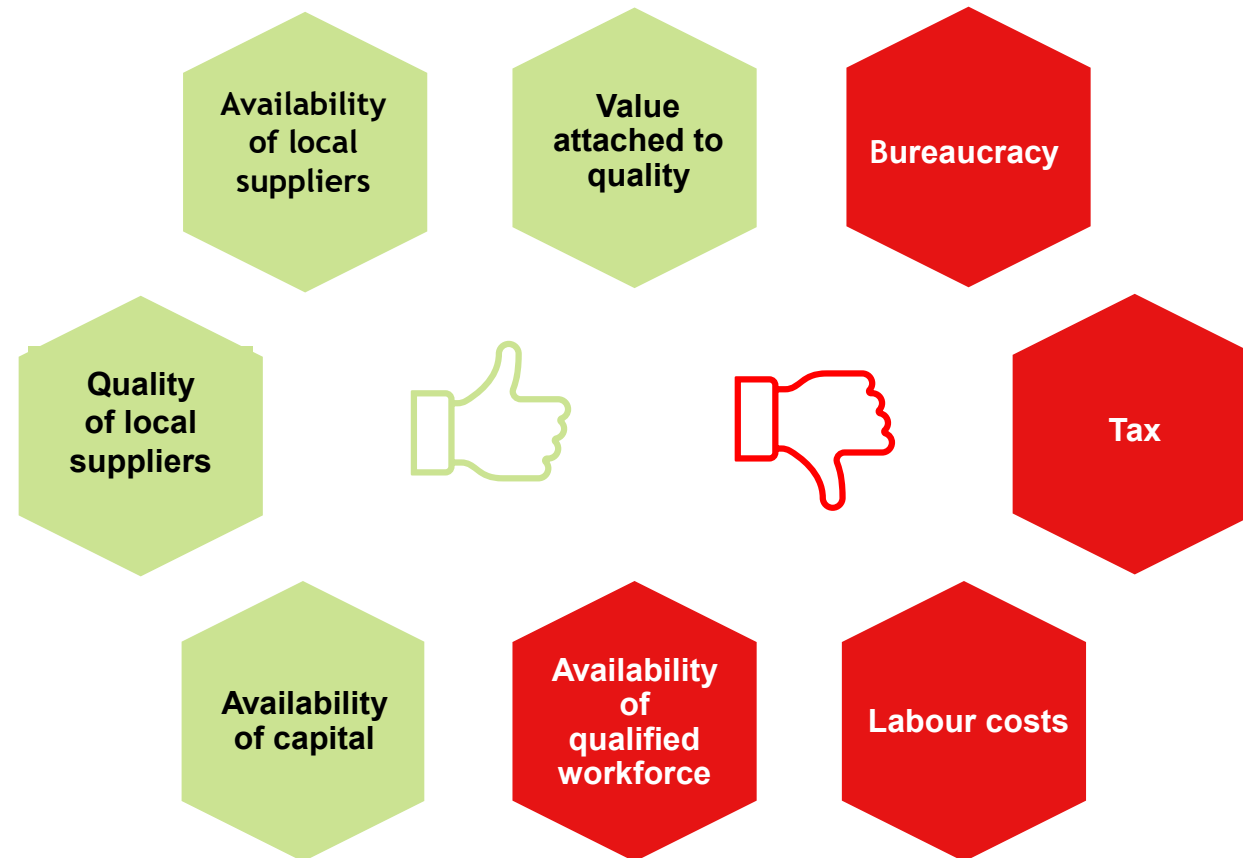 Availability
of local
suppliers
Value
attached to
quality
Bureaucracy
Quality
of local
suppliers
Tax
Availability
of capital
Availability
of
qualified
workforce
Labour costs